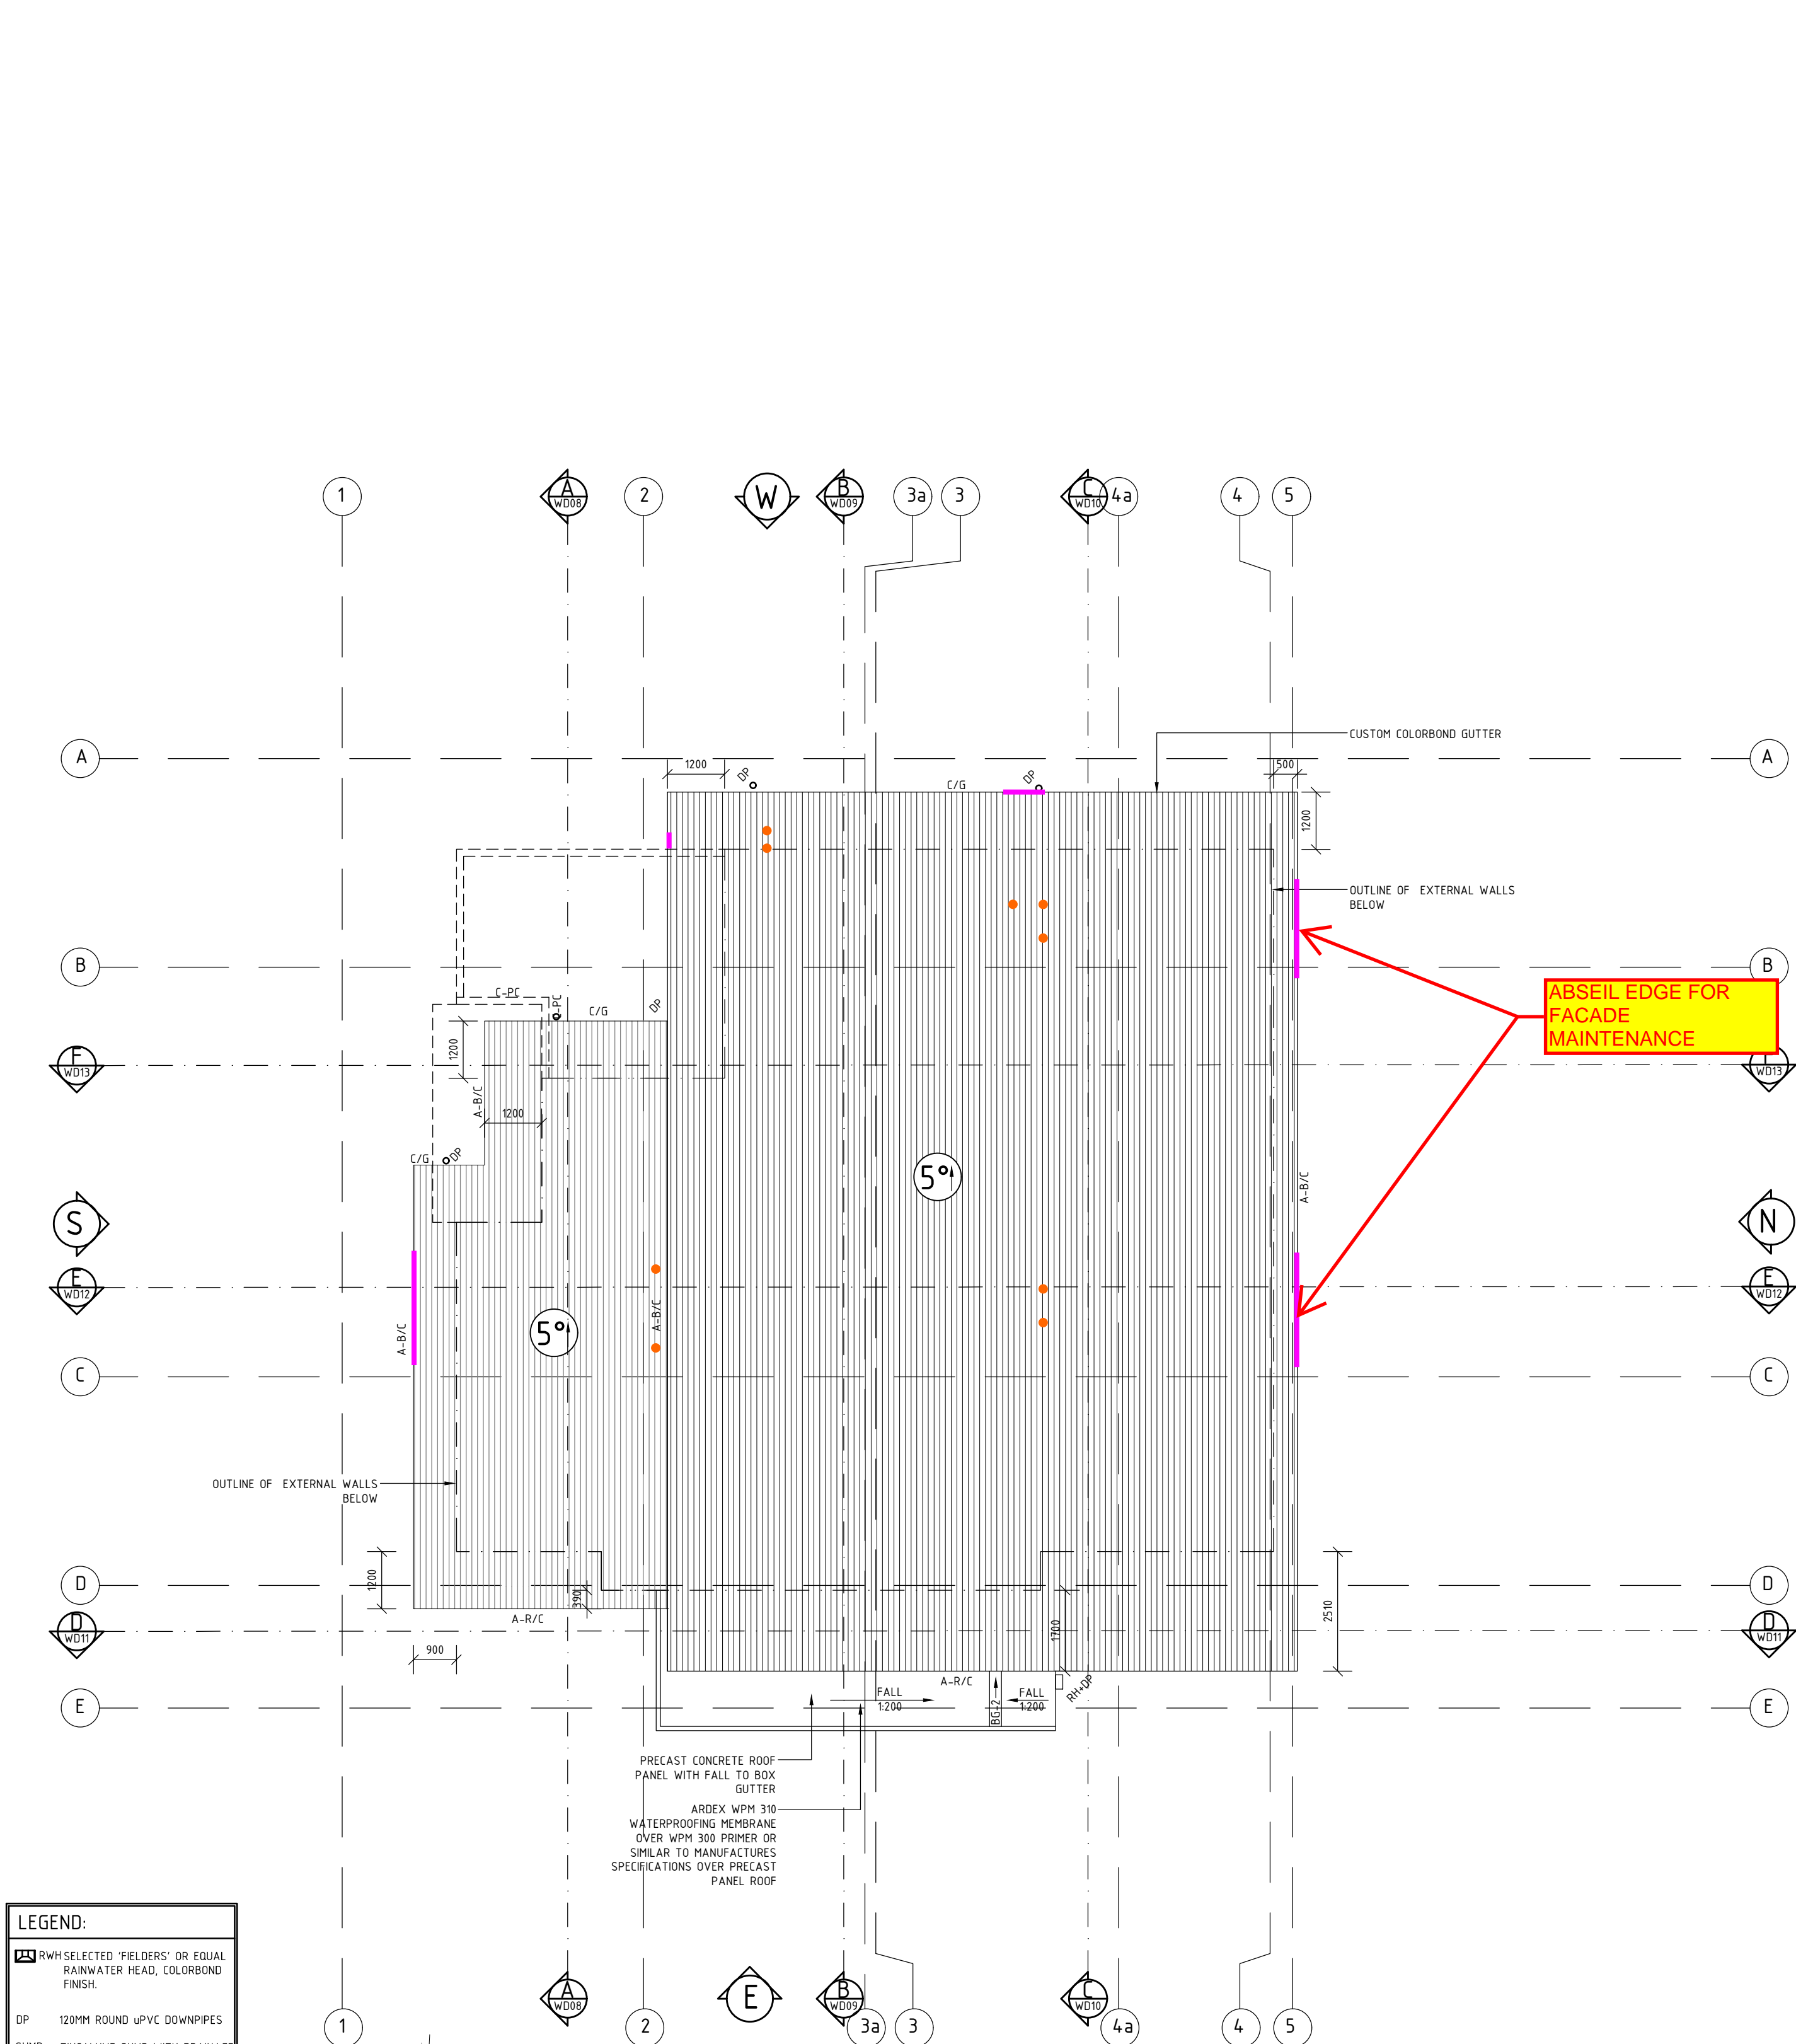 1
A
WD08
2
W
B
WD09
3a
3
C
WD10
4a
4
5
CUSTOM COLORBOND GUTTER
A
A
1200
DP
C/G
DP
500
1200
OUTLINE OF EXTERNAL WALLS
BELOW
B
B
C-PC
C/G
DP
ABSEIL EDGE FOR
FACADE
MAINTENANCE
1200
F
WD13
WD13
A-B/C
1200
C/G
DP
5°
A-B/C
S
N
E
WD12
E
WD12
A-B/C
5°
A-B/C
C
C
OUTLINE OF EXTERNAL WALLS
BELOW
1200
D
D
390
A-R/C
1700
2510
D
WD11
D
WD11
900
A-R/C
RH+DP
FALL
1:200
BG-2
FALL
1:200
E
E
PRECAST CONCRETE ROOF
PANEL WITH FALL TO BOX
GUTTER
ARDEX WPM 310
WATERPROOFING MEMBRANE
OVER WPM 300 PRIMER OR
SIMILAR TO MANUFACTURES
SPECIFICATIONS OVER PRECAST
PANEL ROOF
LEGEND:
RWH SELECTED 'FIELDERS' OR EQUAL
RAINWATER HEAD, COLORBOND
FINISH.
DP 120MM ROUND uPVC DOWNPIPES
A
WD08
E
B
WD09
C
WD10
1
2
3a
3
4a
4
5